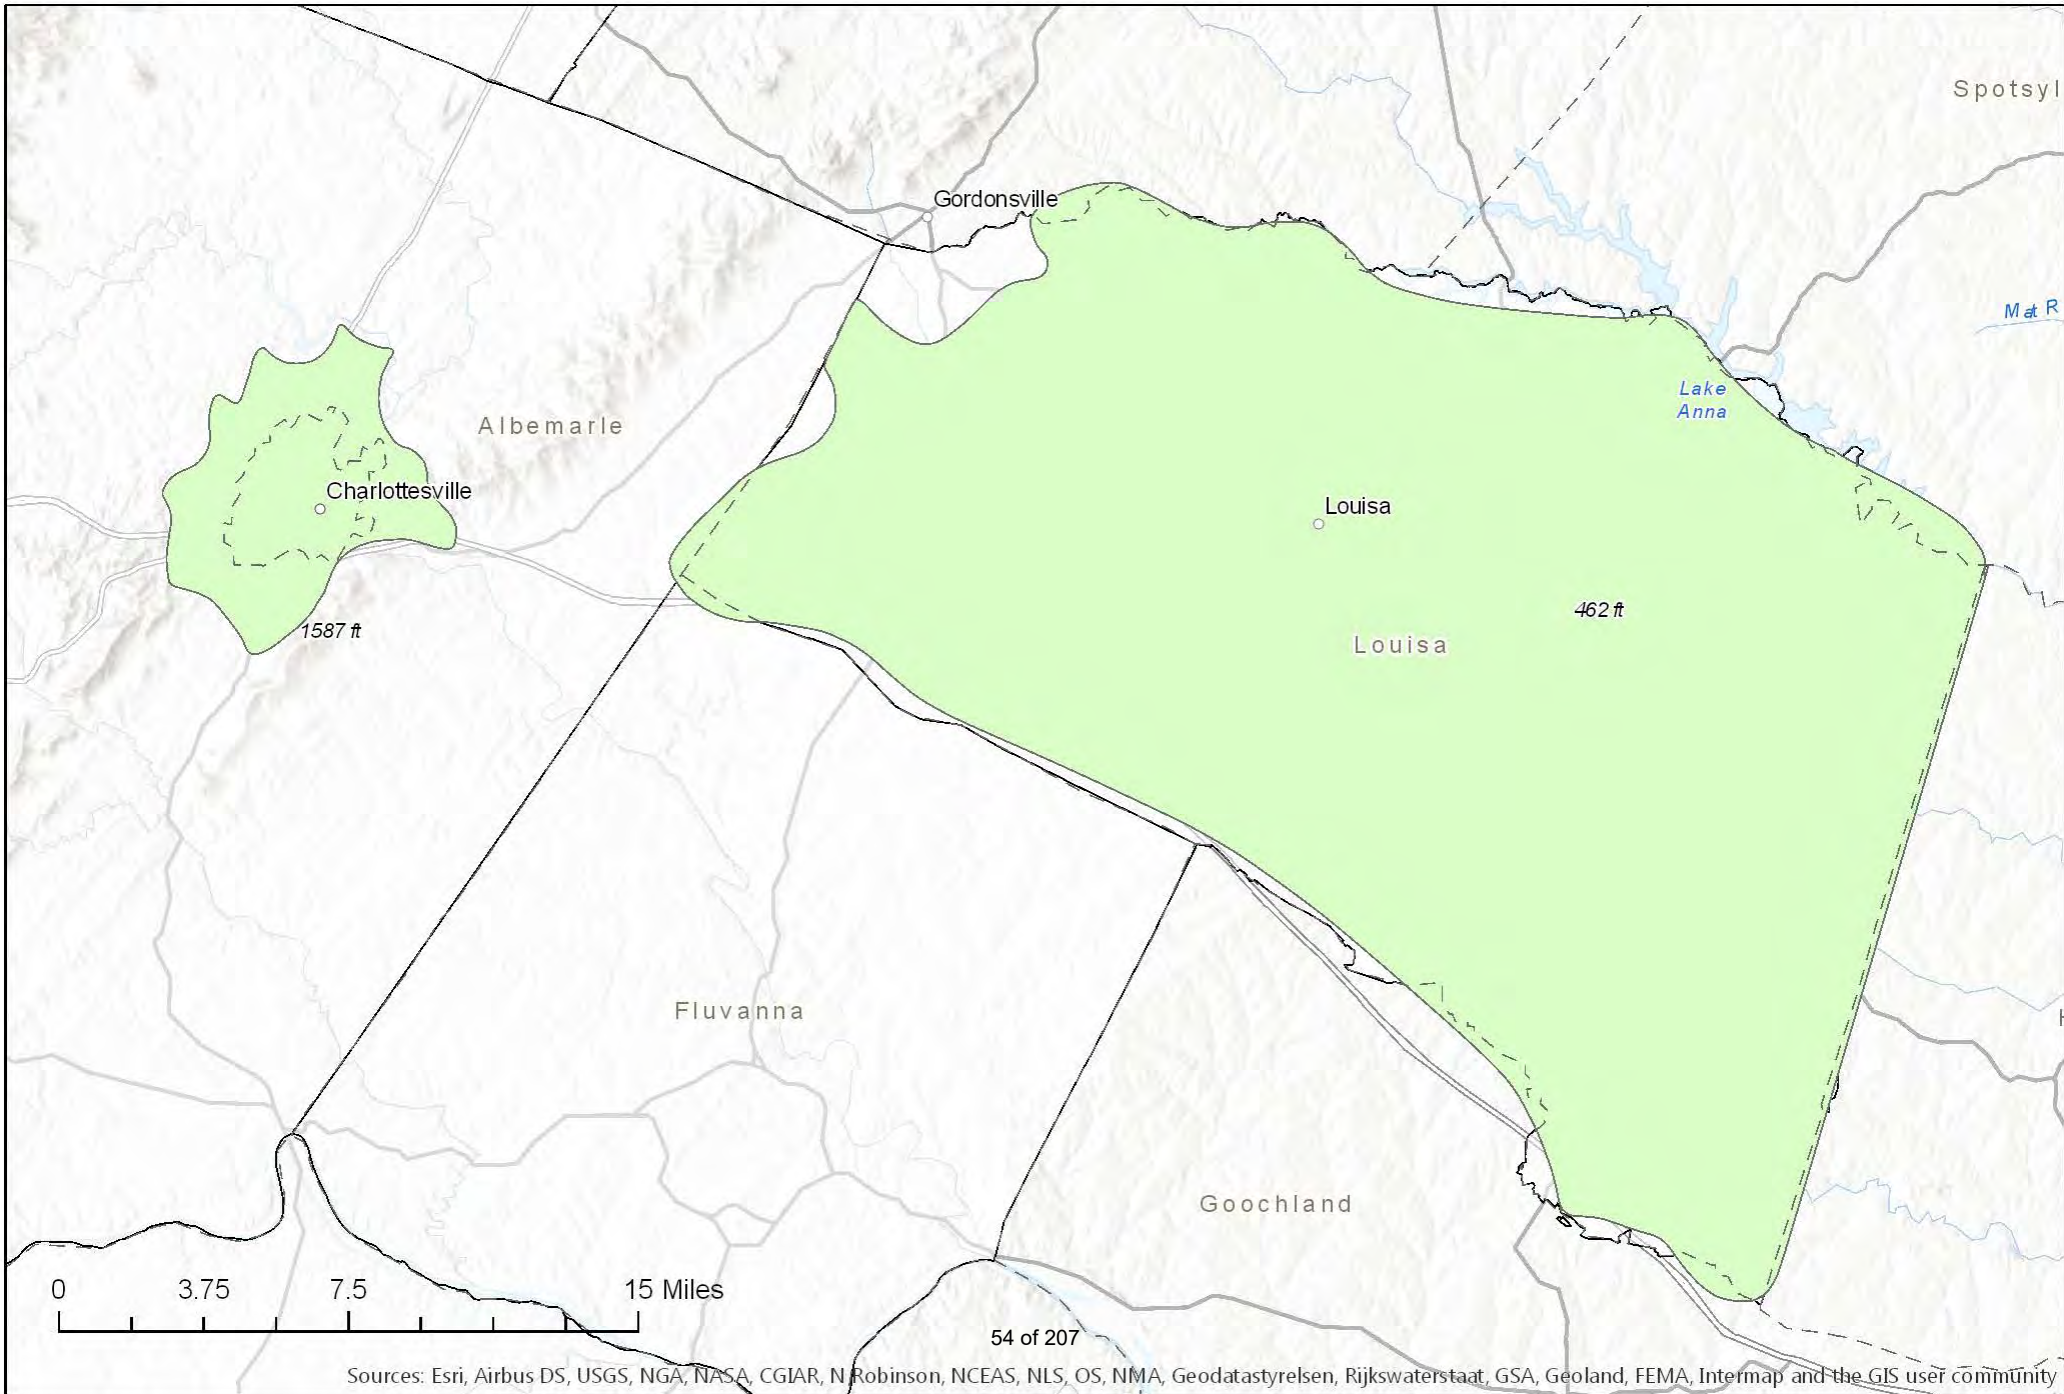 Spotsyl
Gordonsville
Mat R
Lake
Anna
Albemarle
Charlottesville
Louisa
462 ft
1587 ft
Louisa
Fluvanna
H
Goochland
0 3.75 7.5 15 Miles
54 of 207
Sources: Esri, Airbus DS, USGS, NGA, NASA, CGIAR, N Robinson, NCEAS, NLS, OS, NMA, Geodatastyrelsen, Rijkswaterstaat, GSA, Geoland, FEMA, Intermap and the GIS user community